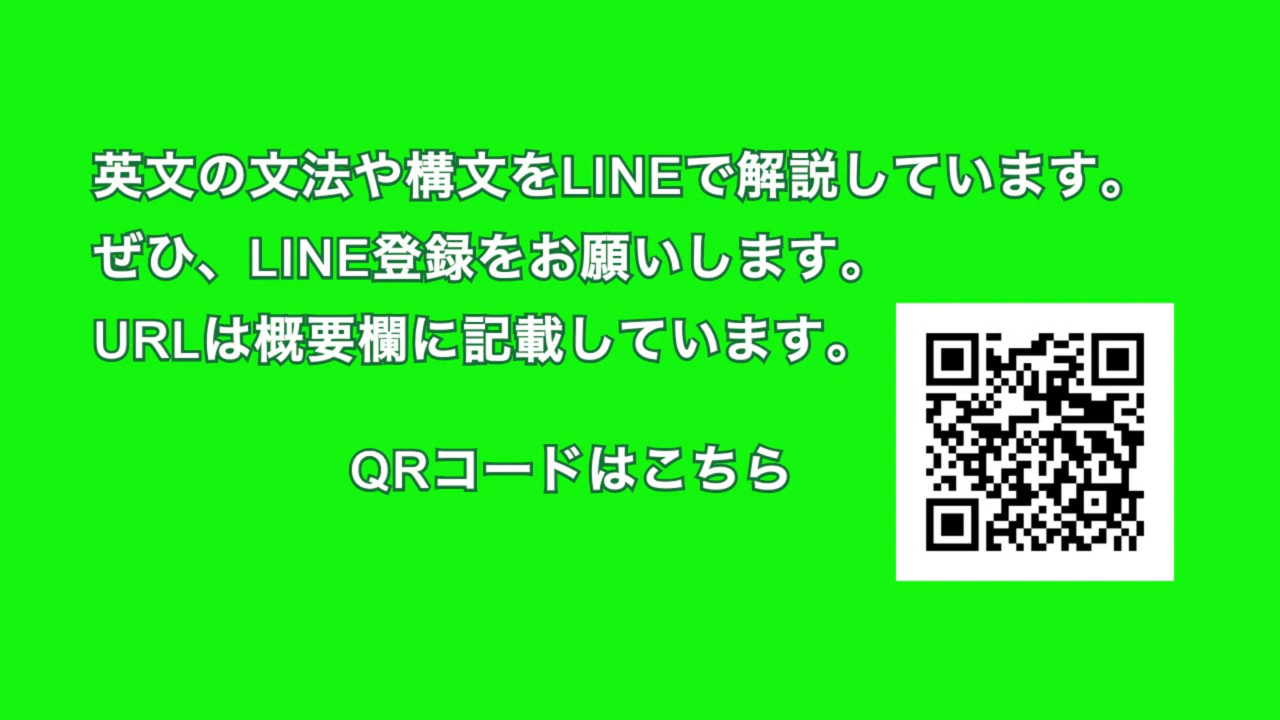 英文の文法や構文をLINEで解説しています。
ぜひ、LINE登録をお願いします。
URLは概要欄に記載しています。
QRコードはこちら